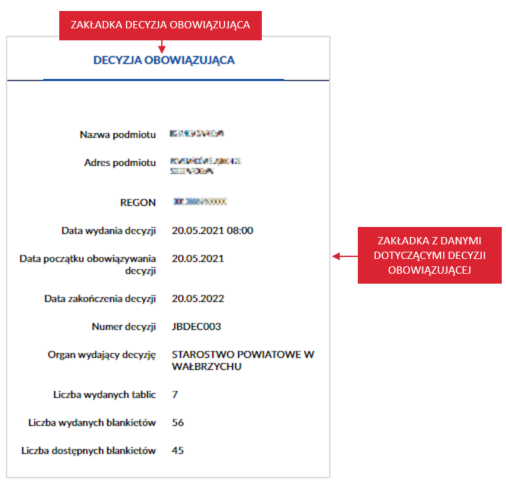 ZAKŁADKA DECYZJA OBOWIĄZUJĄCA
DECYZJA OBOWIĄZUJĄCA
Nazwa podmiotu
Adres podmiotu
REGON
Data wydania decyzji 20.05.2021 08:00
Data początku obowiązywania 20.05.2021
decyzji
Data zakończenia decyzji 20.05.2022
Numer decyzji JBDEC003
Organ wydający decyzję STAROSTWO POWIATOWE W
WAŁBRZYCHU
Liczba wydanych tablic 7
Liczba wydanych blankietów 56
Liczba dostępnych blankietów 45
ZAKŁADKA Z DANYMI
DOTYCZĄCYMI DECYZJI
OBOWIĄZUJĄCEJ